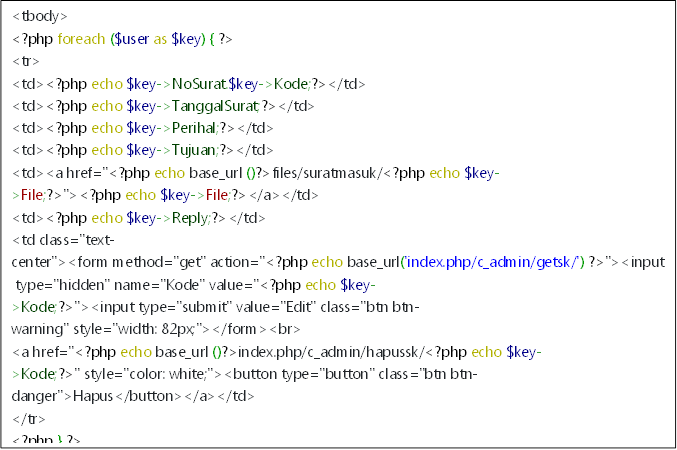 <tbody>
<?php foreach ($user as $key) { ?>
<tr>
<td><?php echo $key->NoSurat.$key->Kode;?></td>
<td><?php echo $key->TanggalSurat;?></td>
<td><?php echo $key->Perihal;?></td>
<td><?php echo $key->Tujuan;?></td>
<td><a href="<?php echo base_url ()?>files/suratmasuk/<?php echo $key-
>File;?>"><?php echo $key->File;?></a></td>
<td><?php echo $key->Reply;?></td>
<td class="text-
center"><form method="get" action="<?php echo base_url('index.php/c_admin/getsk/') ?>"><input
type="hidden" name="Kode" value="<?php echo $key-
>Kode;?>"><input type="submit" value="Edit" class="btn btn-
warning" style="width: 82px;"></form><br>
<a href="<?php echo base_url ()?>index.php/c_admin/hapussk/<?php echo $key-
>Kode;?>" style="color: white;"><button type="button" class="btn btn-
danger">Hapus</button></a></td>
</tr>
<?php } ?>